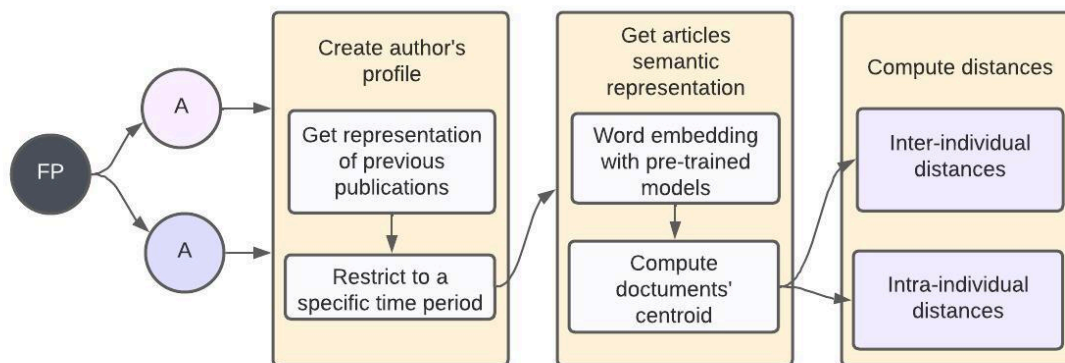 FP
A
A
Create author's
profile
Get representation
of previous
publications
Restrict to a
specific time period
Get articles
semantic
representation
Word embedding
with pre-trained
models
Compute
doctuments'
centroid
Compute distances
Inter-individual
distances
Intra-individual
distances